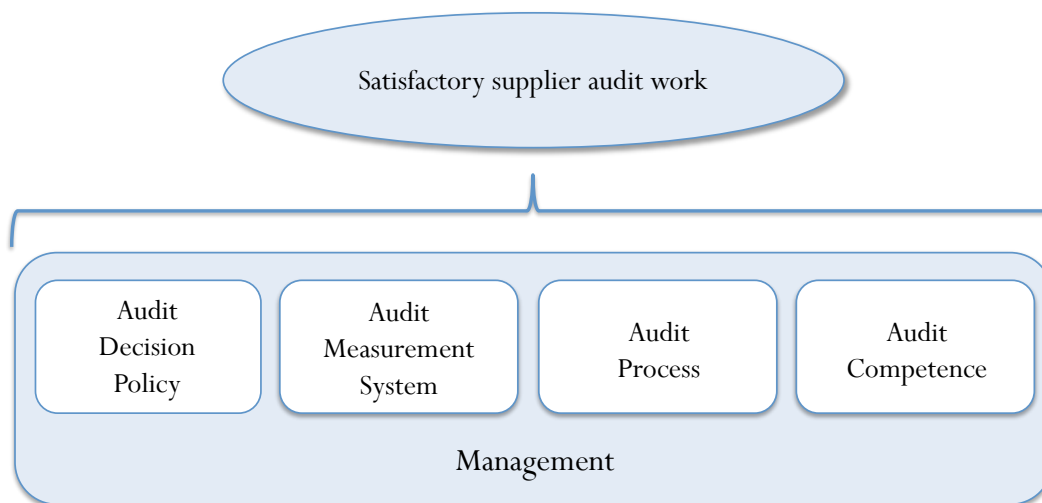 Satisfactory supplier audit work
Audit
Decision
Policy
Audit
Measurement
System
Audit
Process
Audit
Competence
Management